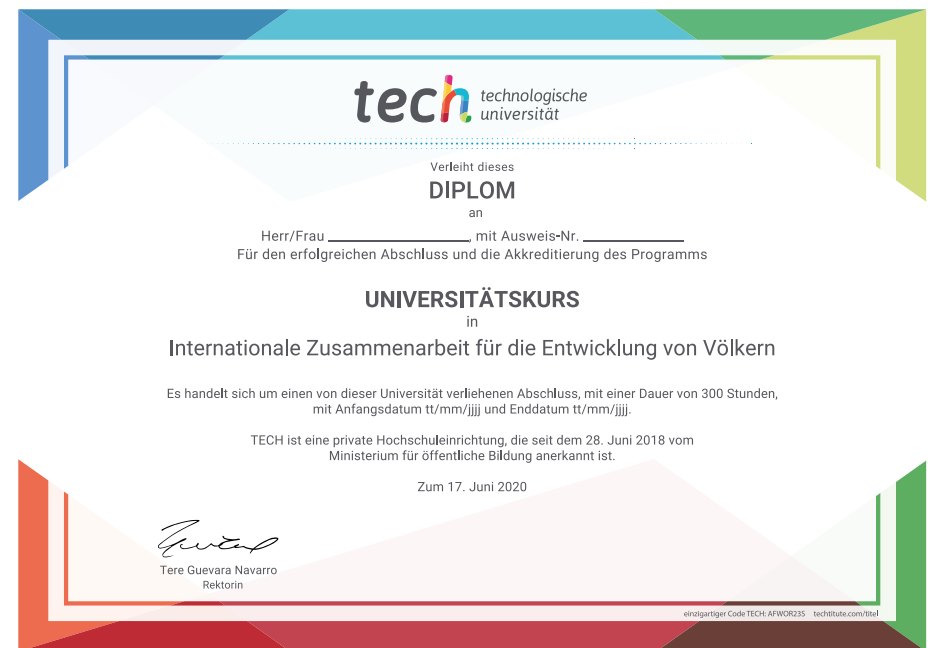 tech technologische
universität
Verleiht dieses
DIPLOM
an
Herr/Frau ____________________, mit Ausweis-Nr. ______________
Für den erfolgreichen Abschluss und die Akkreditierung des Programms
UNIVERSITÄTSKURS
in
Internationale Zusammenarbeit für die Entwicklung von Völkern
Es handelt sich um einen von dieser Universität verliehenen Abschluss, mit einer Dauer von 300 Stunden,
mit Anfangsdatum tt/mm/jjjj und Enddatum tt/mm/jjjj.
TECH ist eine private Hochschuleinrichtung, die seit dem 28. Juni 2018 vom
Ministerium für öffentliche Bildung anerkannt ist.
Zum 17. Juni 2020
Tere Guevara Navarro
Rektorin
einzigartiger Code TECH: AFWOR23S techtitute.com/titel